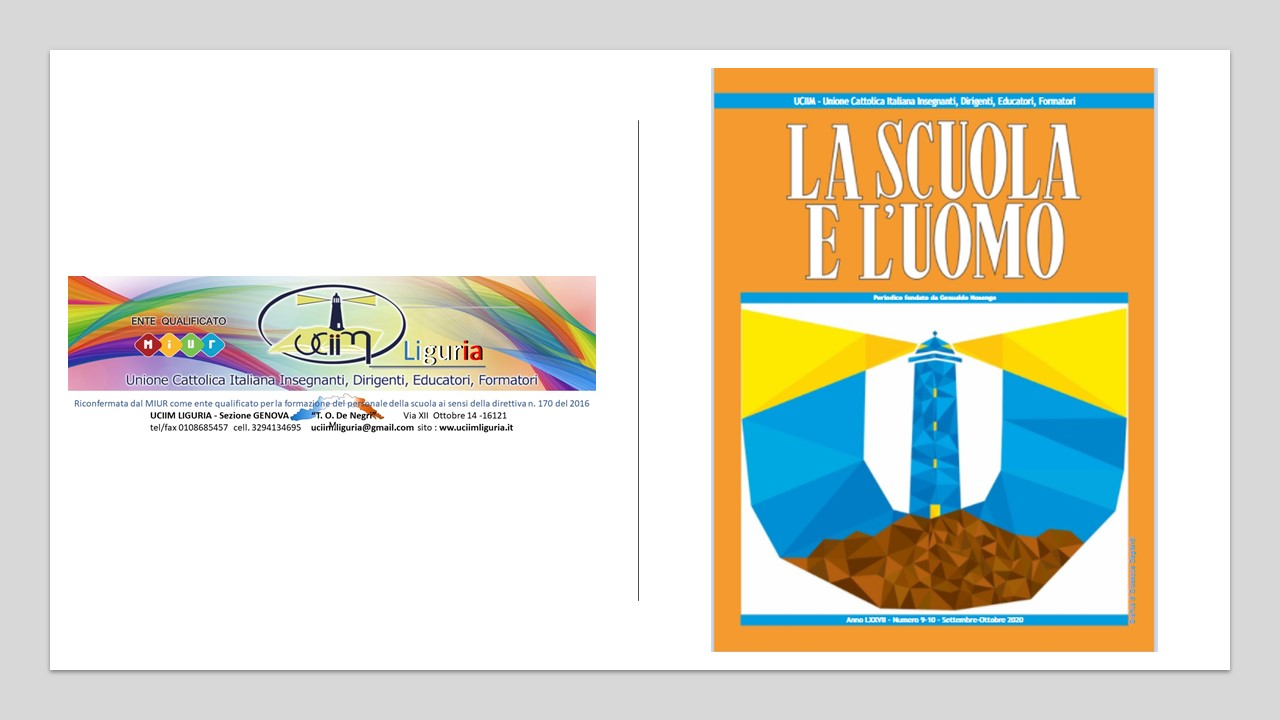 ENTE QUALIFICATO
MIUR
uciim
Liguria
Unione Cattolica Italiana Insegnanti, Dirigenti, Educatori, Formatori
Riconfermata dal MIUR come ente qualificato per la formazione del personale della scuola ai sensi della direttiva n. 170 del 2016
UCIIM LIGURIA - Sezione GENOVA "T. O. De Negri" Via XII Ottobre 14 -16121
tel/fax 0108685457 cell. 3294134695 uciimliguria@gmail.com sito : ww.uciimliguria.it
UCIIM - Unione Cattolica Italiana Insegnanti, Dirigenti, Educatori, Formatori
LA SCUOLA
E L'UOMO
Periodico fondato da Gesualdo Nosengo
Anno LXXVII - Numero 9-10 - Settembre-Ottobre 2020